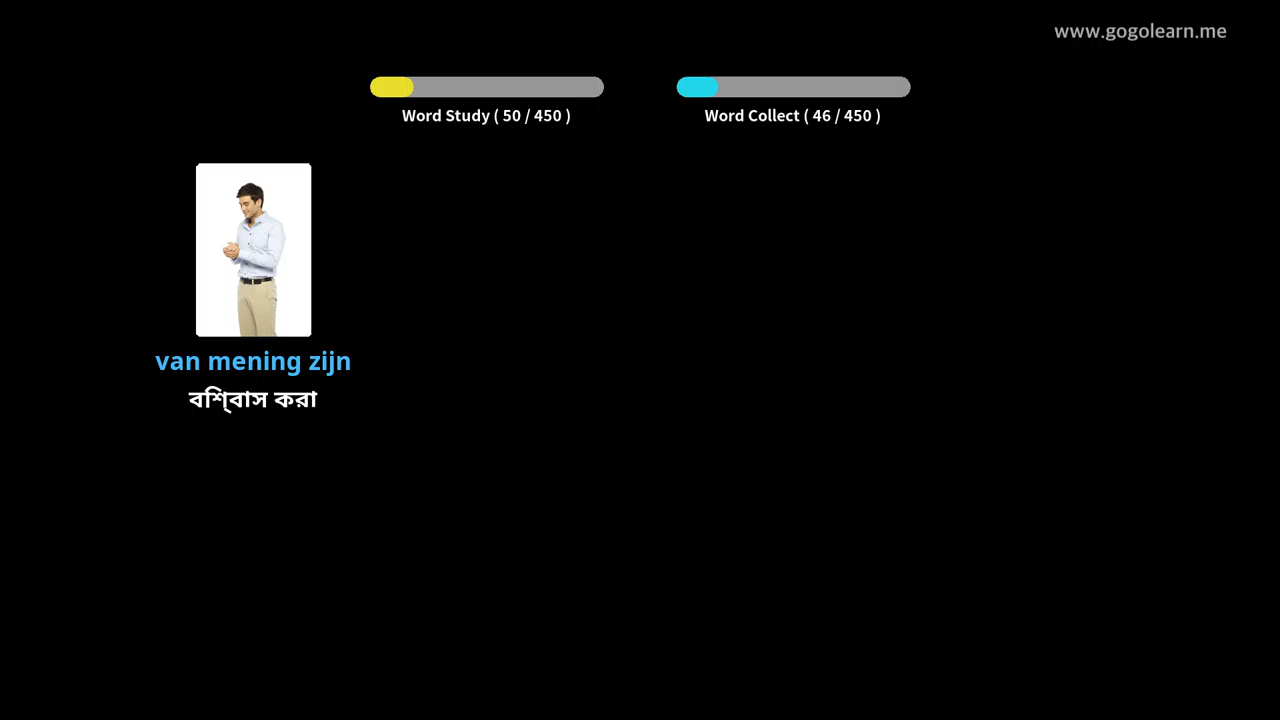 www.gogolearn.me
Word Study ( 50 / 450 )
Word Collect ( 46 / 450 )
van mening zijn
বিশ্বাস করা